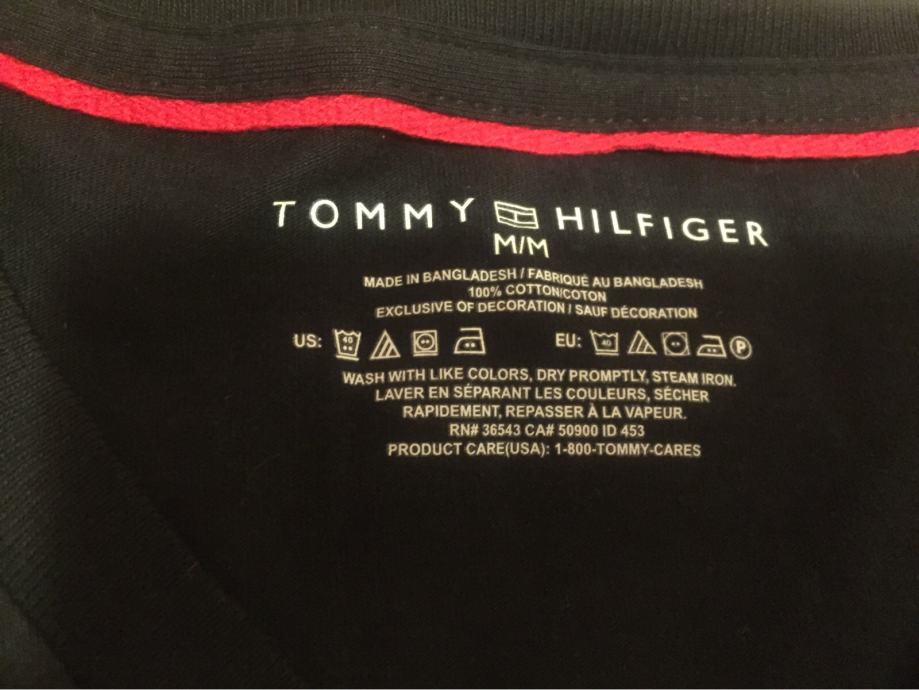 TOMMY HILFIGER
M/M
MADE IN BANGLADESH / FABRIQUÉ AU BANGLADESH
100% COTTON/COTON
EXCLUSIVE OF DECORATION / SAUF DÉCORATION
US: 40 EU: 40 P
WASH WITH LIKE COLORS, DRY PROMPTLY, STEAM IRON.
LAVER EN SÉPARANT LES COULEURS, SÉCHER
RAPIDEMENT, REPASSER À LA VAPEUR.
RN# 36543 CA# 50900 ID 453
PRODUCT CARE(USA): 1-800-TOMMY-CARES